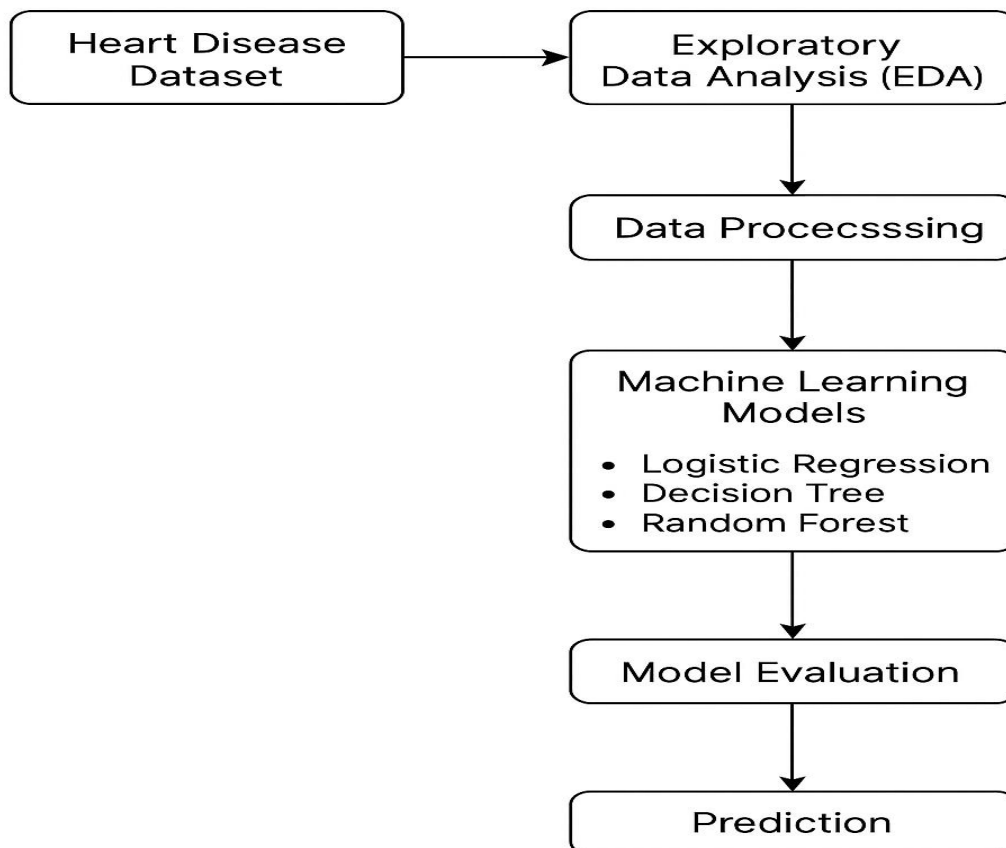 Heart Disease
Dataset
Exploratory
Data Analysis (EDA)
Data Procecsssing
Machine Learning
Models
• Logistic Regression
• Decision Tree
• Random Forest
Model Evaluation
Prediction